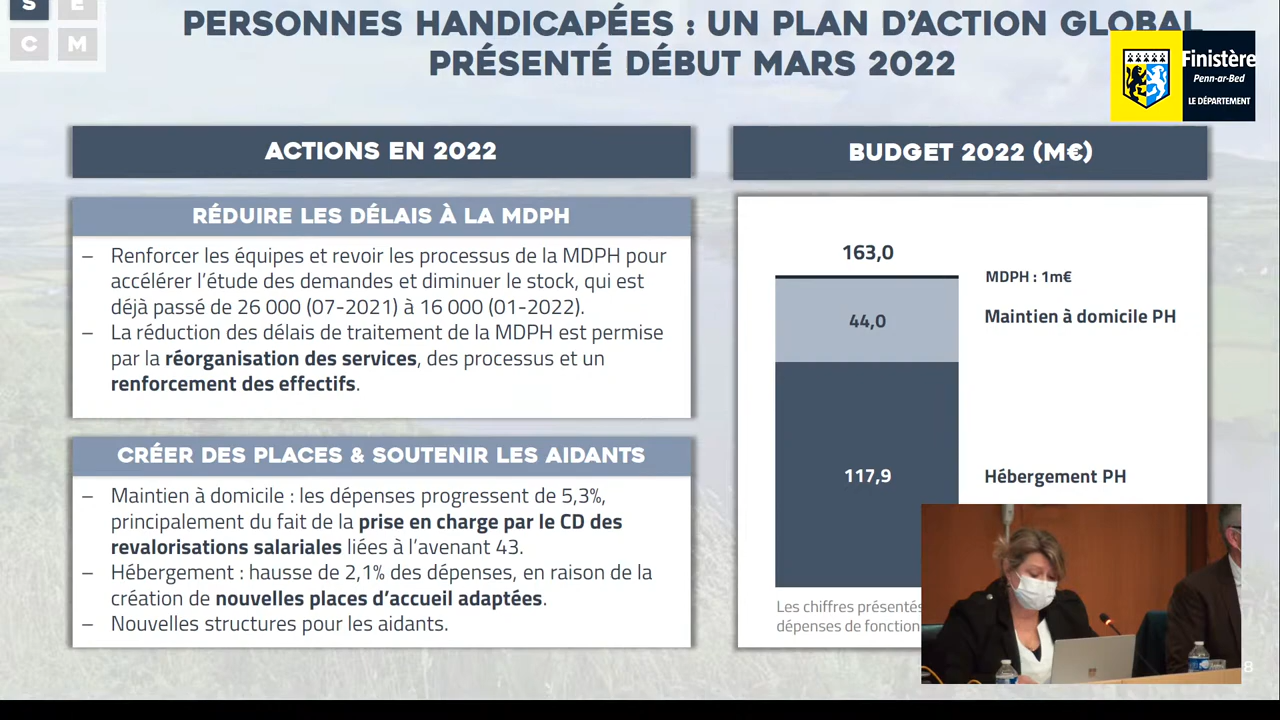 S E
C M
PERSONNES HANDICAPÉES : UN PLAN D'ACTION GLOBAL
PRÉSENTÉ DÉBUT MARS 2022
Finistère
Penn-ar-Bed
LE DÉPARTEMENT
ACTIONS EN 2022
RÉDUIRE LES DÉLAIS À LA MDPH
– Renforcer les équipes et revoir les processus de la MDPH pour
accélérer l'étude des demandes et diminuer le stock, qui est
déjà passé de 26 000 (07-2021) à 16 000 (01-2022).
– La réduction des délais de traitement de la MDPH est permise
par la réorganisation des services, des processus et un
renforcement des effectifs.
CRÉER DES PLACES & SOUTENIR LES AIDANTS
– Maintien à domicile : les dépenses progressent de 5,3%,
principalement du fait de la prise en charge par le CD des
revalorisations salariales liées à l'avenant 43.
– Hébergement : hausse de 2,1% des dépenses, en raison de la
création de nouvelles places d'accueil adaptées.
– Nouvelles structures pour les aidants.
BUDGET 2022 (M€)
163,0
MDPH : 1m€
44,0
Maintien à domicile PH
117,9
Hébergement PH
Les chiffres présentés
dépenses de fonction
8